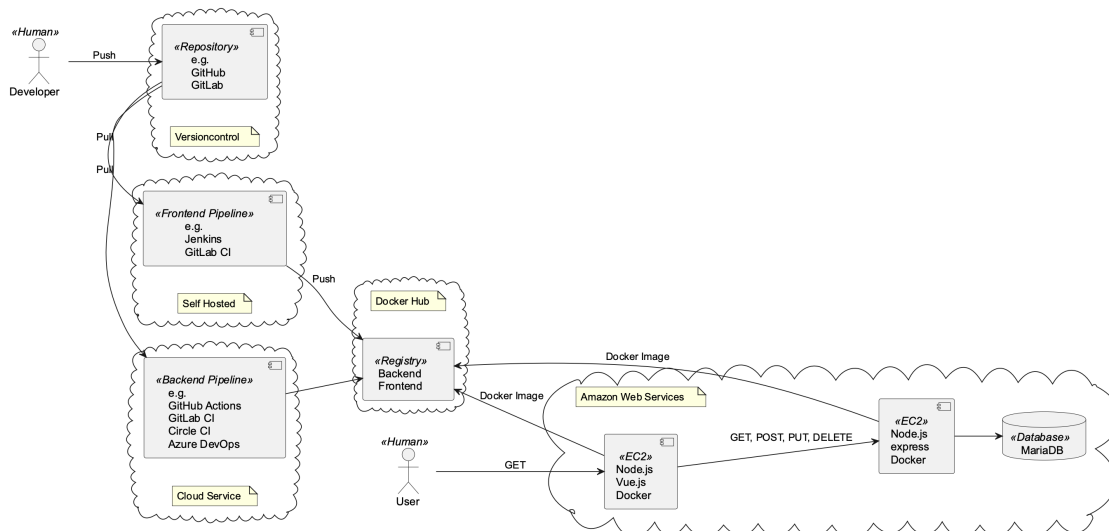 «Human»
Developer
Push
«Repository»
e.g.
GitHub
GitLab
Versioncontrol
Pull
Pull
«Frontend Pipeline»
e.g.
Jenkins
GitLab CI
Self Hosted
Push
«Backend Pipeline»
e.g.
GitHub Actions
GitLab CI
Circle CI
Azure DevOps
Cloud Service
Docker Hub
«Registry»
Backend
Frontend
Docker Image
Docker Image
Amazon Web Services
«Human»
User
GET
«EC2»
Node.js
Vue.js
Docker
GET, POST, PUT, DELETE
«EC2»
Node.js
express
Docker
«Database»
MariaDB